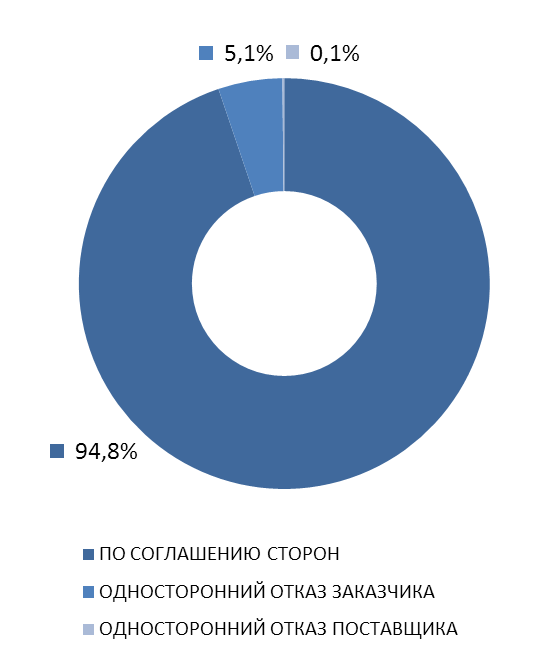 5,1% 0,1%
94,8%
ПО СОГЛАШЕНИЮ СТОРОН
ОДНОСТОРОННИЙ ОТКАЗ ЗАКАЗЧИКА
ОДНОСТОРОННИЙ ОТКАЗ ПОСТАВЩИКА